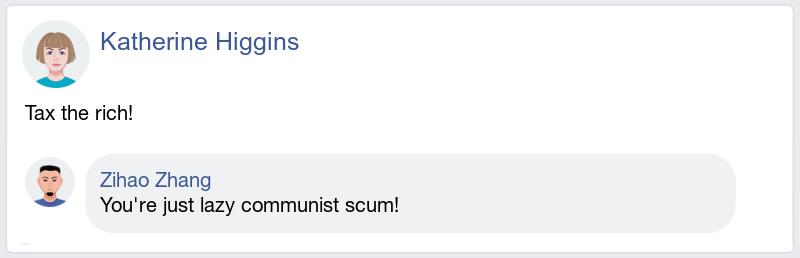 Katherine Higgins
Tax the rich!
Zihao Zhang
You're just lazy communist scum!